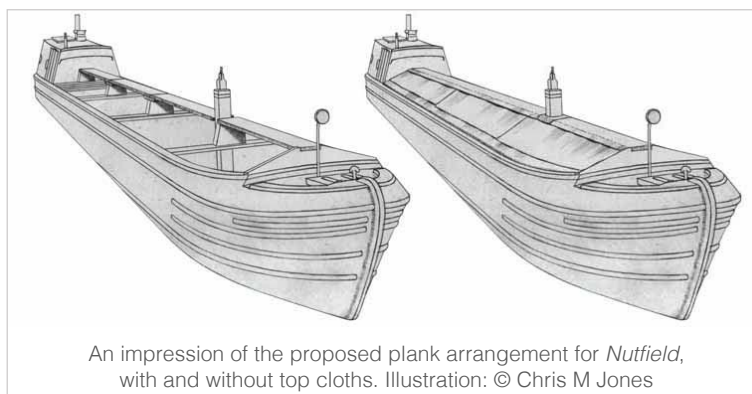 An impression of the proposed plank arrangement for Nutfield,
with and without top cloths. Illustration: © Chris M Jones